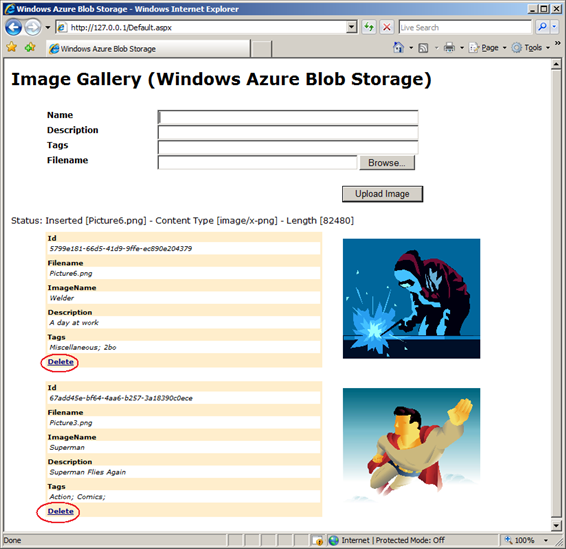 Windows Azure Blob Storage - Windows Internet Explorer
http://127.0.0.1/Default.aspx
Live Search
Windows Azure Blob Storage
Page
Tools
Image Gallery (Windows Azure Blob Storage)
Name
Description
Tags
Filename
Browse...
Upload Image
Status: Inserted [Picture6.png] - Content Type [image/x-png] - Length [82480]
Id
5799e181-66d5-41d9-9ffe-ec890e204379
Filename
Picture6.png
ImageName
Welder
Description
A day at work
Tags
Miscellaneous; 2bo
Delete
Id
67add45e-bf64-4aa6-b257-3a18390c0ece
Filename
Picture3.png
ImageName
Superman
Description
Superman Flies Again
Tags
Action; Comics;
Delete
Done
Internet | Protected Mode: Off
100%